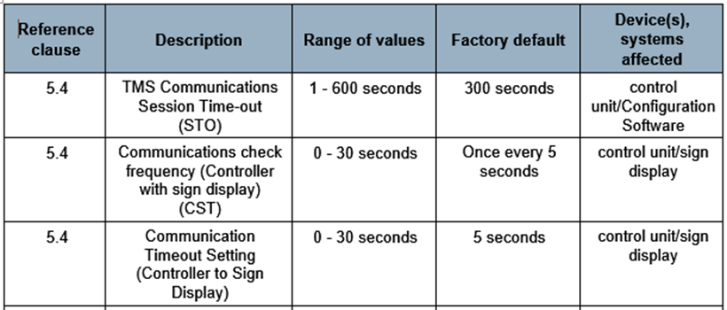 Reference clause
Description
Range of values
Factory default
Device(s), systems affected
5.4
TMS Communications Session Time-out (STO)
1 - 600 seconds
300 seconds
control unit/Configuration Software
5.4
Communications check frequency (Controller with sign display) (CST)
0 - 30 seconds
Once every 5 seconds
control unit/sign display
5.4
Communication Timeout Setting (Controller to Sign Display)
0 - 30 seconds
5 seconds
control unit/sign display